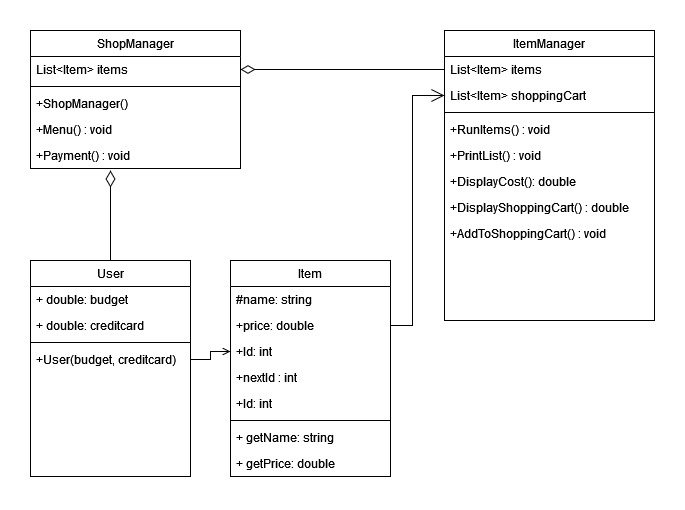 ShopManager
List<Item> items
+ShopManager()
+Menu() : void
+Payment() : void
ItemManager
List<Item> items
List<Item> shoppingCart
+RunItems() : void
+PrintList() : void
+DisplayCost(): double
+DisplayShoppingCart() : double
+AddToShoppingCart() : void
User
+ double: budget
+ double: creditcard
+User(budget, creditcard)
Item
#name: string
+price: double
+Id: int
+nextId : int
+Id: int
+ getName: string
+ getPrice: double